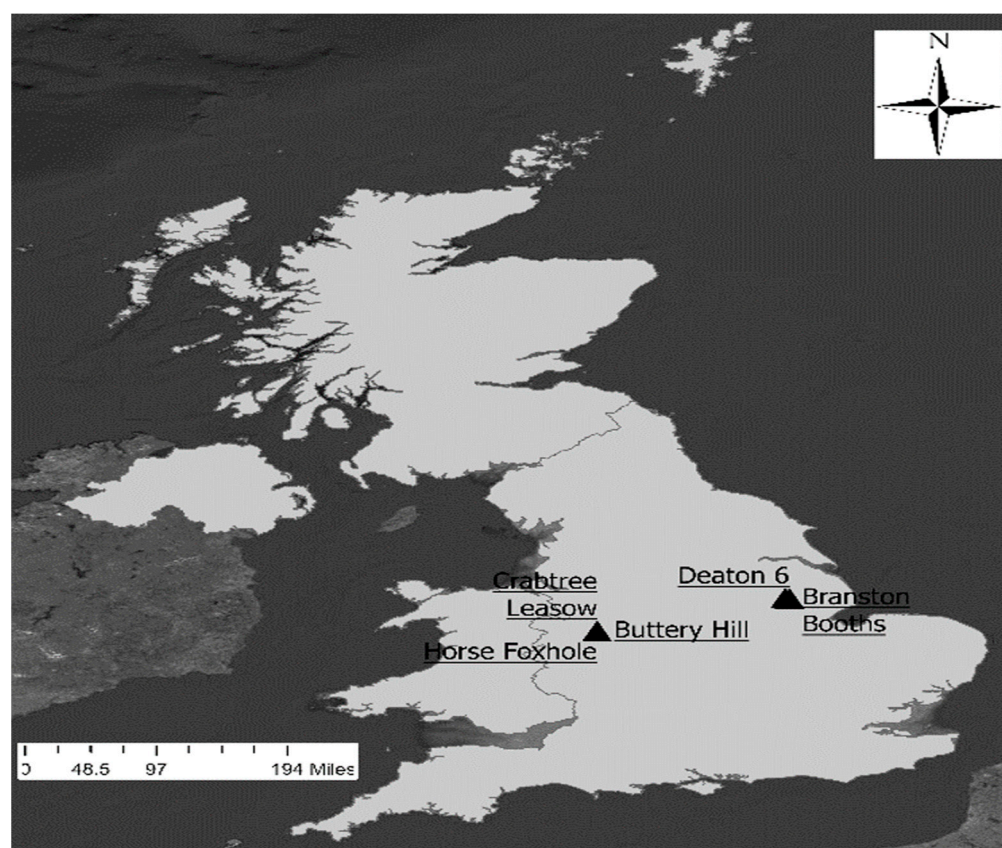 N
Deaton 6
Crabtree
Leasow
Branston
Booths
Buttery Hill
Horse Foxhole
0 48.5 97 194 Miles